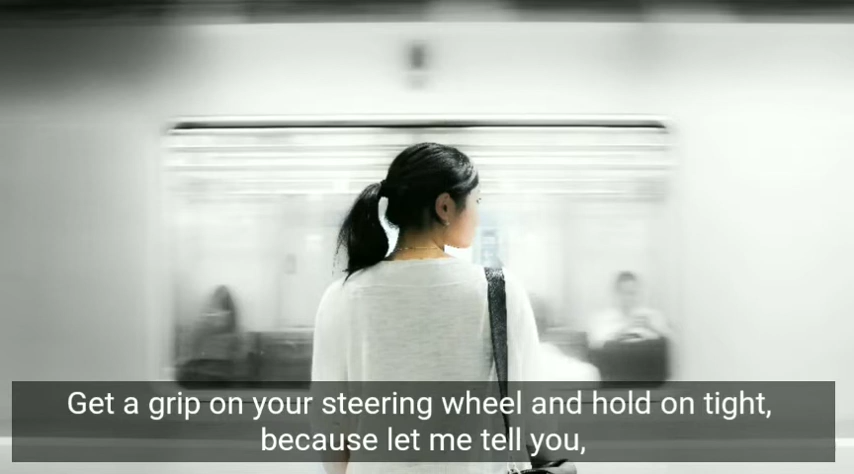 Get a grip on your steering wheel and hold on tight,
because let me tell you,